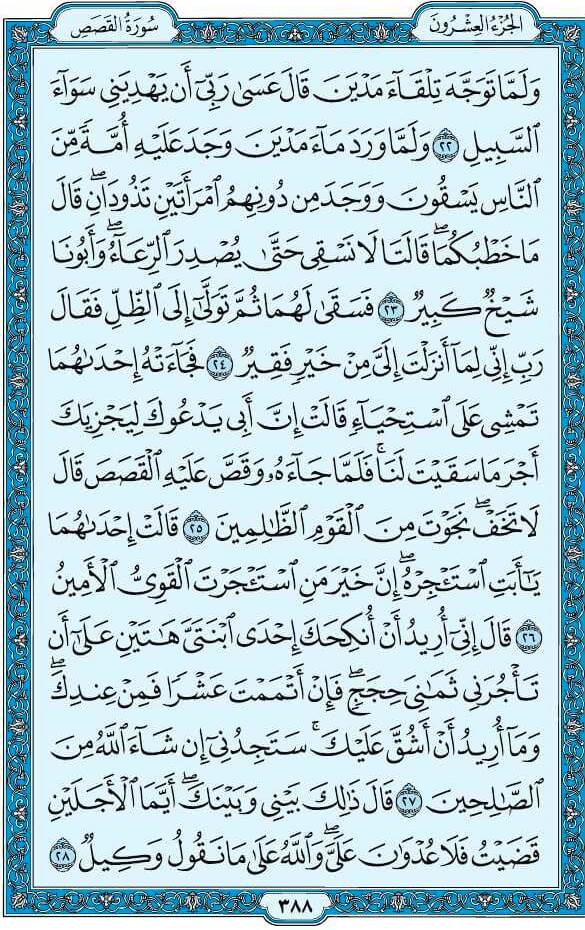 الجُزْءُ العِشْرُونَ
سُورَةُ القَصَصِ
وَلَمَّا تَوَجَّهَ تِلْقَآءَ مَدْيَنَ قَالَ عَسَىٰ رَبِّىٓ أَن يَهْدِيَنِى سَوَآءَ
ٱلسَّبِيلِ ٢٢ وَلَمَّا وَرَدَ مَآءَ مَدْيَنَ وَجَدَ عَلَيْهِ أُمَّةً مِّنَ
ٱلنَّاسِ يَسْقُونَ وَوَجَدَ مِن دُونِهِمُ ٱمْرَأَتَيْنِ تَذُودَانِۖ قَالَ
مَا خَطْبُكُمَاۖ قَالَتَا لَا نَسْقِى حَتَّىٰ يُصْدِرَ ٱلرِّعَآءُۖ وَأَبُونَا
شَيْخٌ كَبِيرٌ ٢٣ فَسَقَىٰ لَهُمَا ثُمَّ تَوَلَّىٰٓ إِلَى ٱلظِّلِّ فَقَالَ
رَبِّ إِنِّى لِمَآ أَنزَلْتَ إِلَىَّ مِنْ خَيْرٍ فَقِيرٌ ٢٤ فَجَآءَتْهُ إِحْدَىٰهُمَا
تَمْشِى عَلَى ٱسْتِحْيَآءٍ قَالَتْ إِنَّ أَبِى يَدْعُوكَ لِيَجْزِيَكَ
أَجْرَ مَا سَقَيْتَ لَنَاۚ فَلَمَّا جَآءَهُۥ وَقَصَّ عَلَيْهِ ٱلْقَصَصَ قَالَ
لَا تَخَفْۖ نَجَوْتَ مِنَ ٱلْقَوْمِ ٱلظَّٰلِمِينَ ٢٥ قَالَتْ إِحْدَىٰهُمَا
يَٰٓأَبَتِ ٱسْتَـْٔجِرْهُۖ إِنَّ خَيْرَ مَنِ ٱسْتَـْٔجَرْتَ ٱلْقَوِىُّ ٱلْأَمِينُ
٢٦ قَالَ إِنِّىٓ أُرِيدُ أَنْ أُنكِحَكَ إِحْدَى ٱبْنَتَىَّ هَٰتَيْنِ عَلَىٰٓ أَن
تَأْجُرَنِى ثَمَٰنِىَ حِجَجٍۖ فَإِنْ أَتْمَمْتَ عَشْرًا فَمِنْ عِندِكَۖ
وَمَآ أُرِيدُ أَنْ أَشُقَّ عَلَيْكَۚ سَتَجِدُنِىٓ إِن شَآءَ ٱللَّهُ مِنَ
ٱلصَّٰلِحِينَ ٢٧ قَالَ ذَٰلِكَ بَيْنِى وَبَيْنَكَۖ أَيَّمَا ٱلْأَجَلَيْنِ
قَضَيْتُ فَلَا عُدْوَٰنَ عَلَىَّۖ وَٱللَّهُ عَلَىٰ مَا نَقُولُ وَكِيلٌ ٢٨
٣٨٨